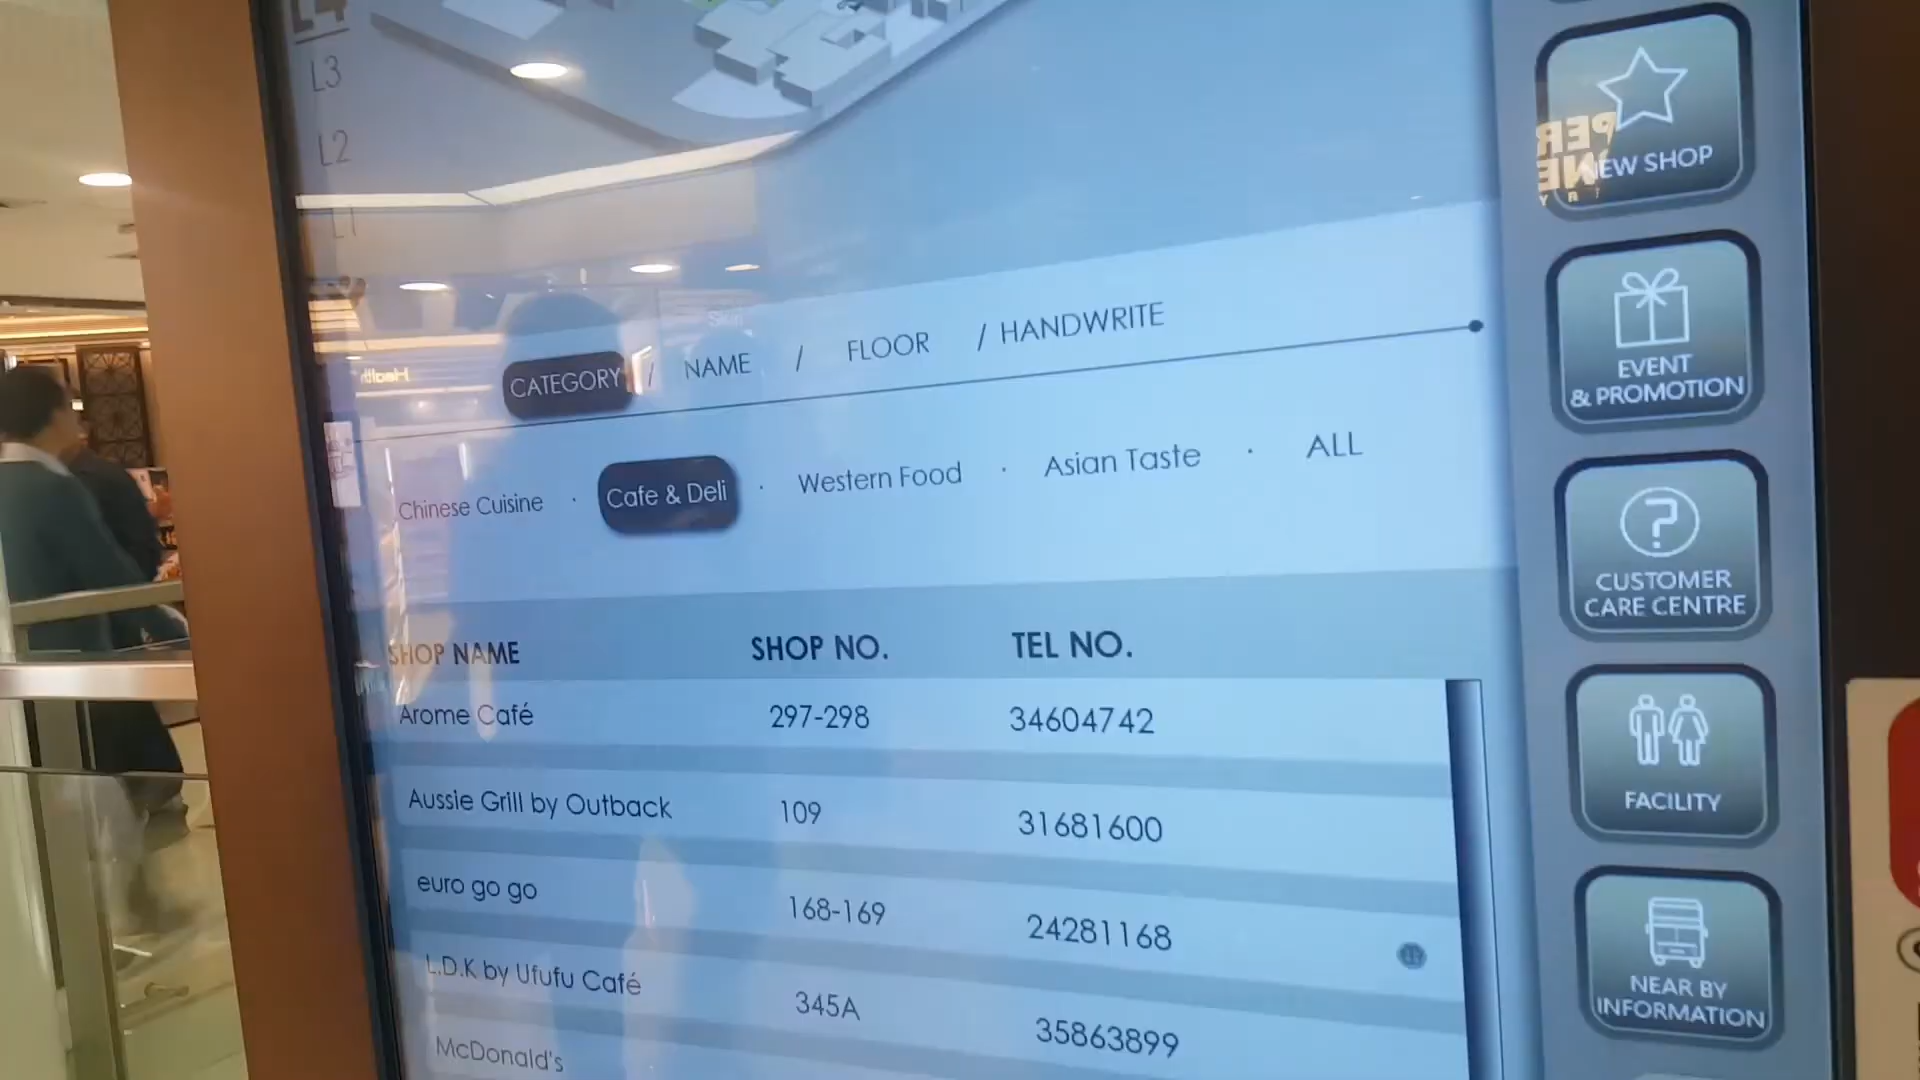 L4
L3
L2
L1
CATEGORY / NAME / FLOOR / HANDWRITE
Chinese Cuisine · Cafe & Deli · Western Food · Asian Taste · ALL
SHOP NAME SHOP NO. TEL NO.
Arome Café 297-298 34604742
Aussie Grill by Outback 109 31681600
euro go go 168-169 24281168
L.D.K by Ufufu Café 345A 35863899
McDonald's
NEW SHOP
EVENT
& PROMOTION
CUSTOMER
CARE CENTRE
FACILITY
NEAR BY
INFORMATION